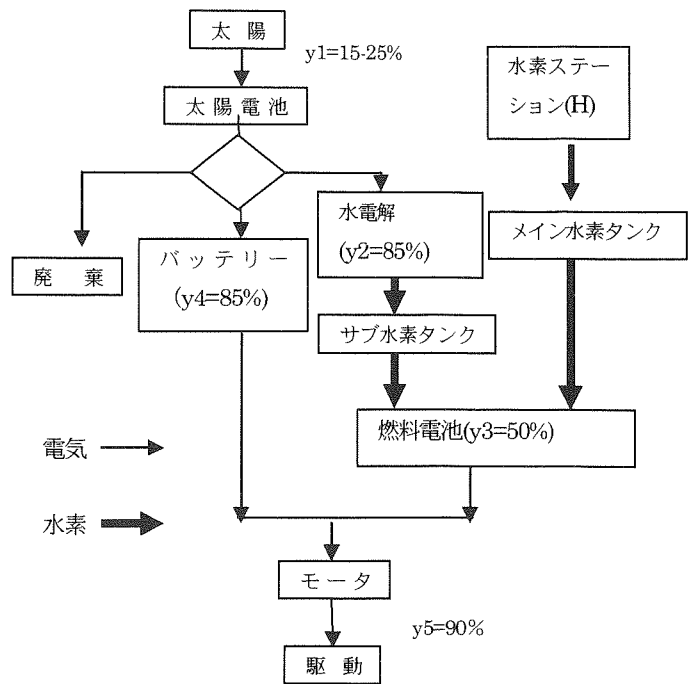 太 陽
y1=15-25%
太 陽 電 池
水素ステー
ション(H)
水電解
(y2=85%)
メイン水素タンク
バ ッ テ リ ー
(y4=85%)
廃 棄
サブ水素タンク
燃料電池(y3=50%)
電気
水素
モ ー タ
y5=90%
駆 動